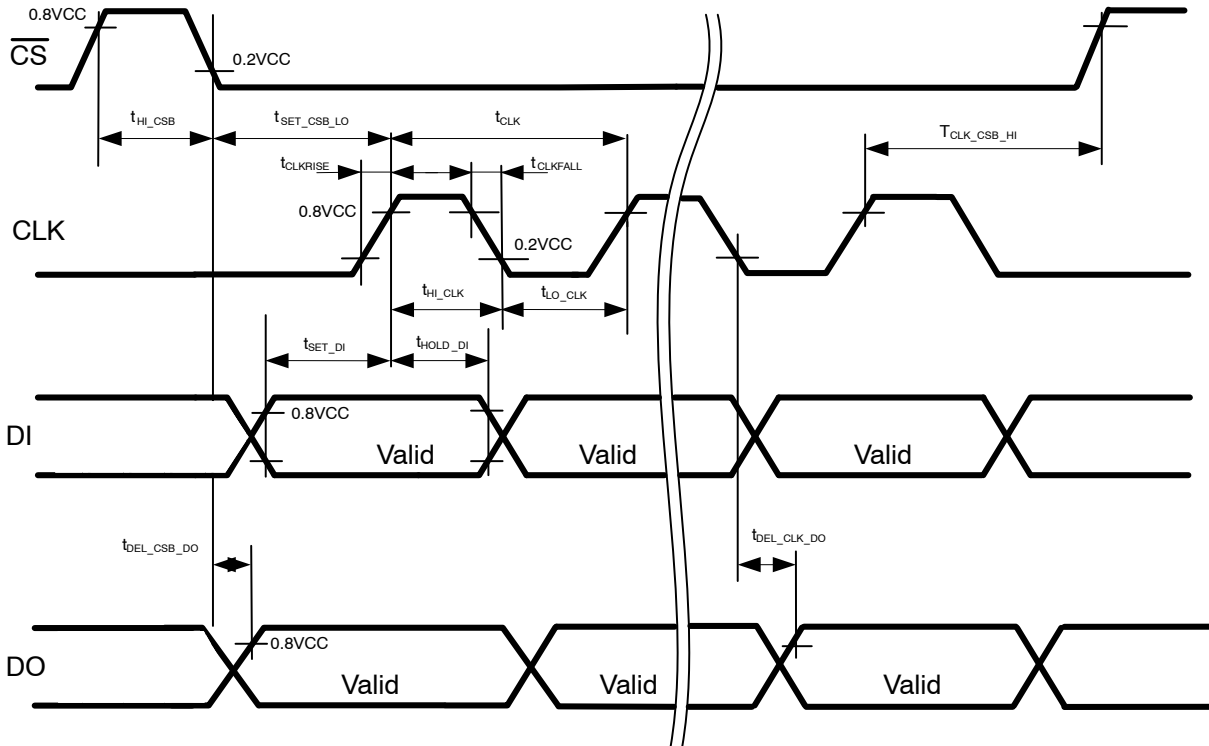 0.8VCC
CS
0.2VCC
tHI_CSB
tSET_CSB_LO
tCLK
TCLK_CSB_HI
tCLKRISE
tCLKFALL
0.8VCC
CLK
0.2VCC
tHI_CLK
tLO_CLK
tSET_DI
tHOLD_DI
0.8VCC
DI
Valid
Valid
Valid
tDEL_CSB_DO
tDEL_CLK_DO
0.8VCC
DO
Valid
Valid
Valid